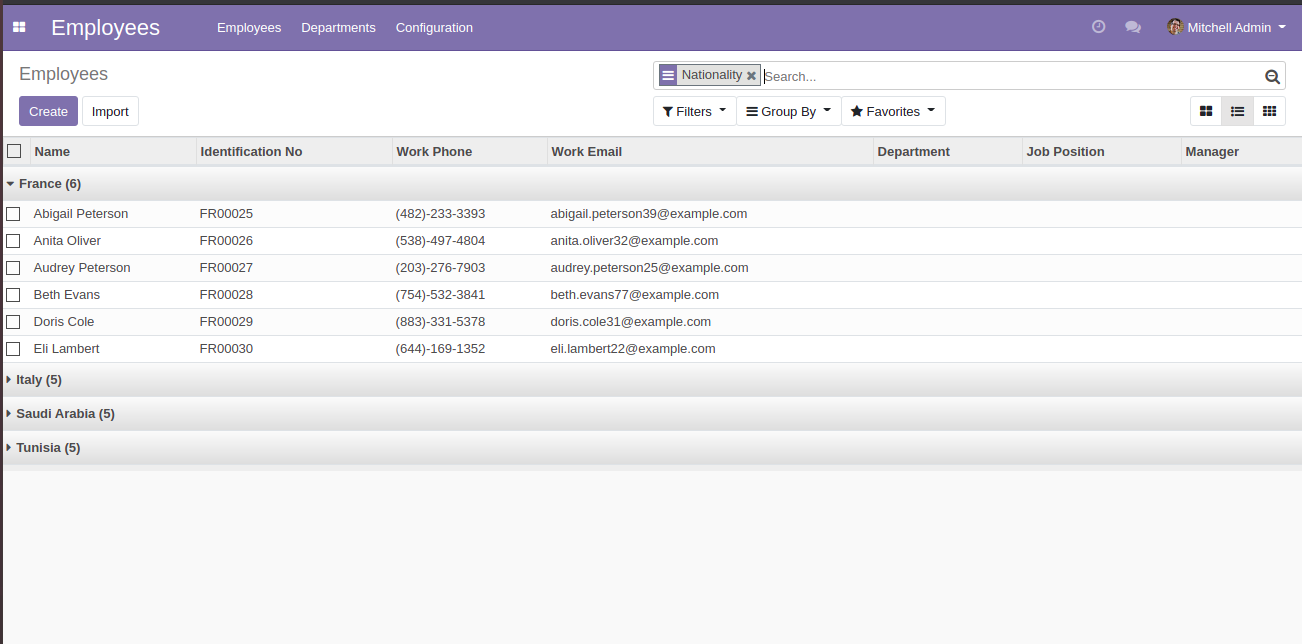 Employees Employees Departments Configuration Mitchell Admin
Employees Nationality Search...
Create Import Filters Group By Favorites
Name Identification No Work Phone Work Email Department Job Position Manager
France (6)
Abigail Peterson FR00025 (482)-233-3393 abigail.peterson39@example.com
Anita Oliver FR00026 (538)-497-4804 anita.oliver32@example.com
Audrey Peterson FR00027 (203)-276-7903 audrey.peterson25@example.com
Beth Evans FR00028 (754)-532-3841 beth.evans77@example.com
Doris Cole FR00029 (883)-331-5378 doris.cole31@example.com
Eli Lambert FR00030 (644)-169-1352 eli.lambert22@example.com
Italy (5)
Saudi Arabia (5)
Tunisia (5)